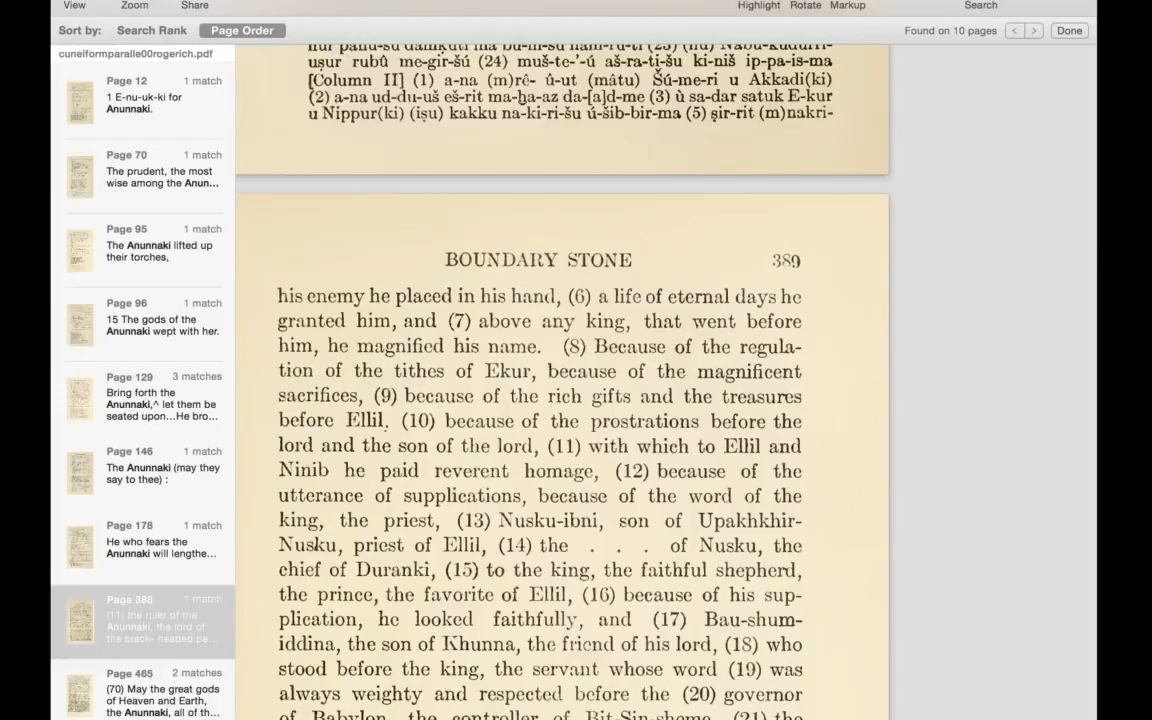 View Zoom Share Highlight Rotate Markup Search
Sort by: Search Rank Page Order Found on 10 pages < > Done
cuneiformparalle00rogerich.pdf
Page 12 1 match
1 E-nu-uk-ki for
Anunnaki.
Page 70 1 match
The prudent, the most
wise among the Anun...
Page 95 1 match
The Anunnaki lifted up
their torches,
Page 96 1 match
15 The gods of the
Anunnaki wept with her.
Page 129 3 matches
Bring forth the
Anunnaki,^ let them be
seated upon...He bro...
Page 146 1 match
The Anunnaki (may they
say to thee) :
Page 178 1 match
He who fears the
Anunnaki will lengthe...
Page 388 1 match
(11) the ruler of the
Anunnaki, the lord of
the black- headed pe...
Page 465 2 matches
(70) May the great gods
of Heaven and Earth,
the Anunnaki, all of th...
uṣur rubû me-gir-šú (24) muš-te-'-û aš-ra-ti-šu ki-niš ip-pa-is-ma
[Column II] (1) a-na (m)rê- û-ut (mâtu) Šú-me-ri u Akkadi(ki)
(2) a-na ud-du-uš eš-rit ma-ḫa-az da-[a]d-me (3) ù sa-dar satuk E-kur
u Nippur(ki) (iṣu) kakku na-ki-ri-šu ú-šib-bir-ma (5) ṣir-rit (m)nakri-
BOUNDARY STONE 389
his enemy he placed in his hand, (6) a life of eternal days he
granted him, and (7) above any king, that went before
him, he magnified his name. (8) Because of the regula-
tion of the tithes of Ekur, because of the magnificent
sacrifices, (9) because of the rich gifts and the treasures
before Ellil, (10) because of the prostrations before the
lord and the son of the lord, (11) with which to Ellil and
Ninib he paid reverent homage, (12) because of the
utterance of supplications, because of the word of the
king, the priest, (13) Nusku-ibni, son of Upakhkhir-
Nusku, priest of Ellil, (14) the . . . of Nusku, the
chief of Duranki, (15) to the king, the faithful shepherd,
the prince, the favorite of Ellil, (16) because of his sup-
plication, he looked faithfully, and (17) Bau-shum-
iddina, the son of Khunna, the friend of his lord, (18) who
stood before the king, the servant whose word (19) was
always weighty and respected before the (20) governor
of Babylon, the controller of Bit-Sin-sheme, (21) the